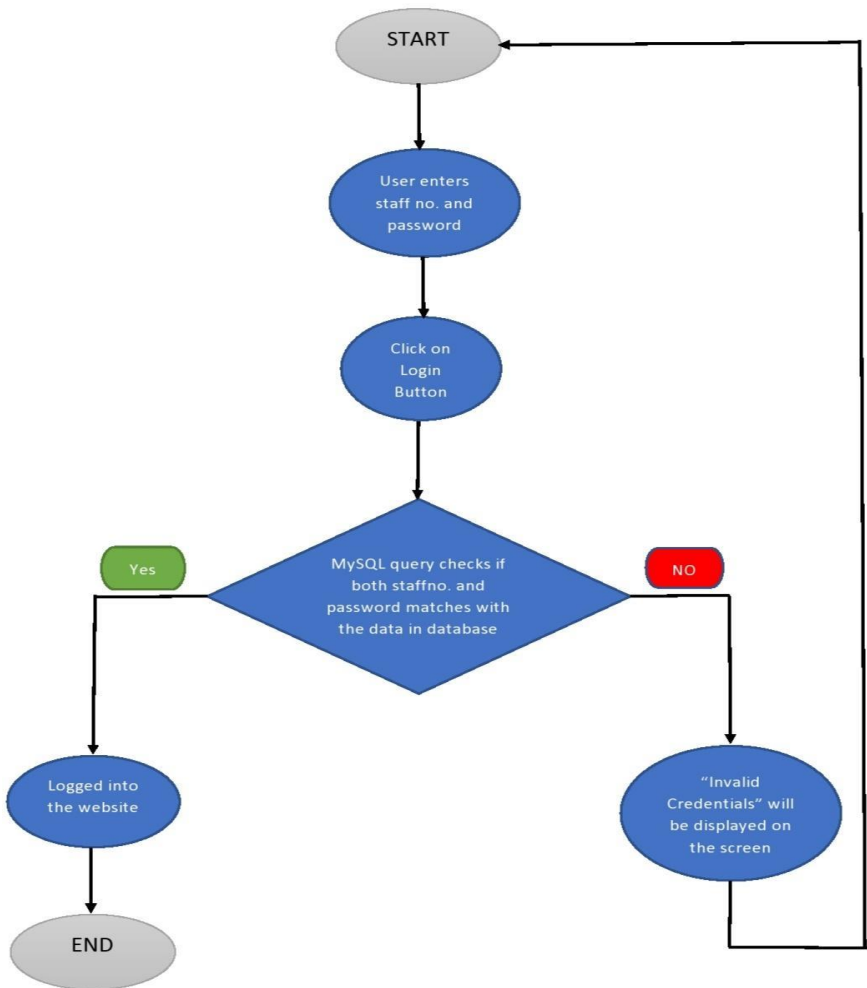 START
User enters
staff no. and
password
Click on
Login
Button
MySQL query checks if
both staffno. and
password matches with
the data in database
Yes
NO
Logged into
the website
“Invalid
Credentials” will
be displayed on
the screen
END